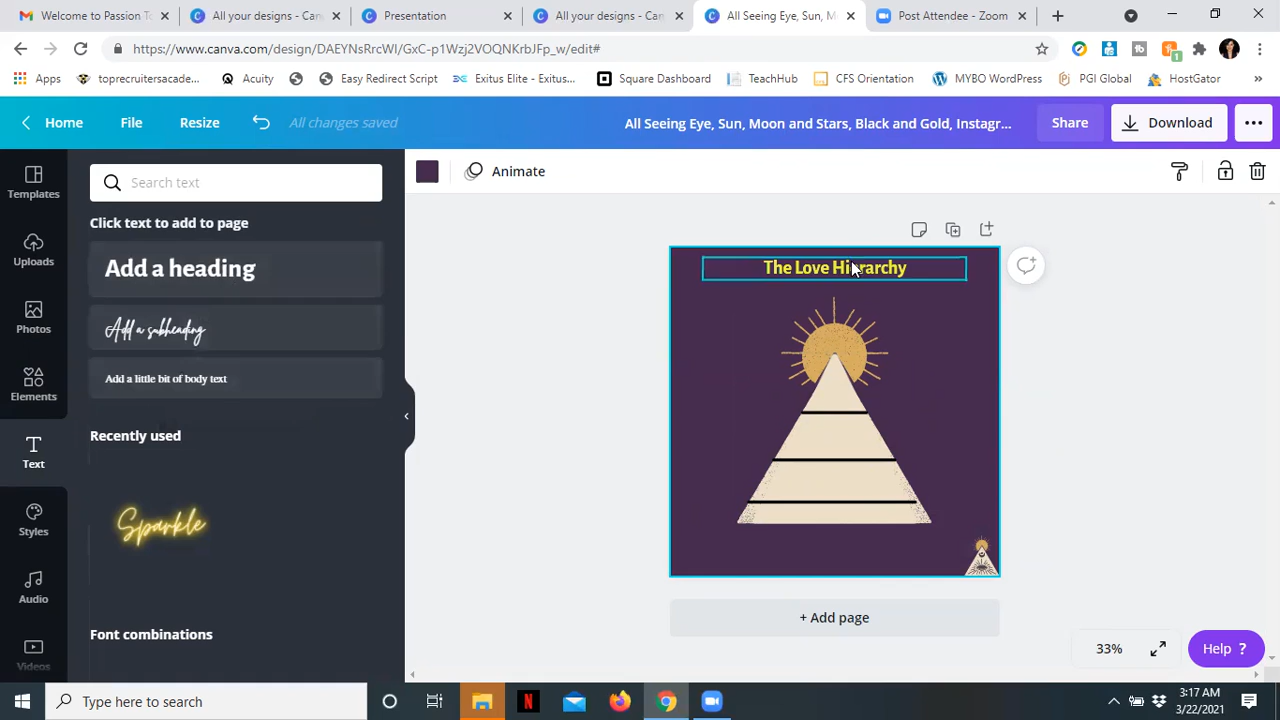 Welcome to Passion To
All your designs - Canv
Presentation
All your designs - Canv
All Seeing Eye, Sun, M
Post Attendee - Zoom
https://www.canva.com/design/DAEYNsRrcWI/GxC-p1Wzj2VOQNKrbJFp_w/edit#
Apps
toprecruitersacade...
Acuity
Easy Redirect Script
Exitus Elite - Exitus...
Square Dashboard
TeachHub
CFS Orientation
MYBO WordPress
PGI Global
HostGator
Home
File
Resize
All changes saved
All Seeing Eye, Sun, Moon and Stars, Black and Gold, Instagr...
Share
Download
Templates
Uploads
Photos
Elements
Text
Styles
Audio
Videos
Search text
Click text to add to page
Add a heading
Add a subheading
Add a little bit of body text
Recently used
Sparkle
Font combinations
Animate
The Love Hierarchy
+ Add page
33%
Help ?
Type here to search
N
3:17 AM
3/22/2021
1